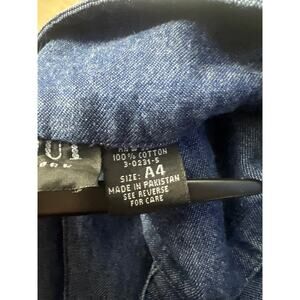 100% COTTON
3-0231-5
SIZE: A4
MADE IN PAKISTAN
SEE REVERSE
FOR CARE